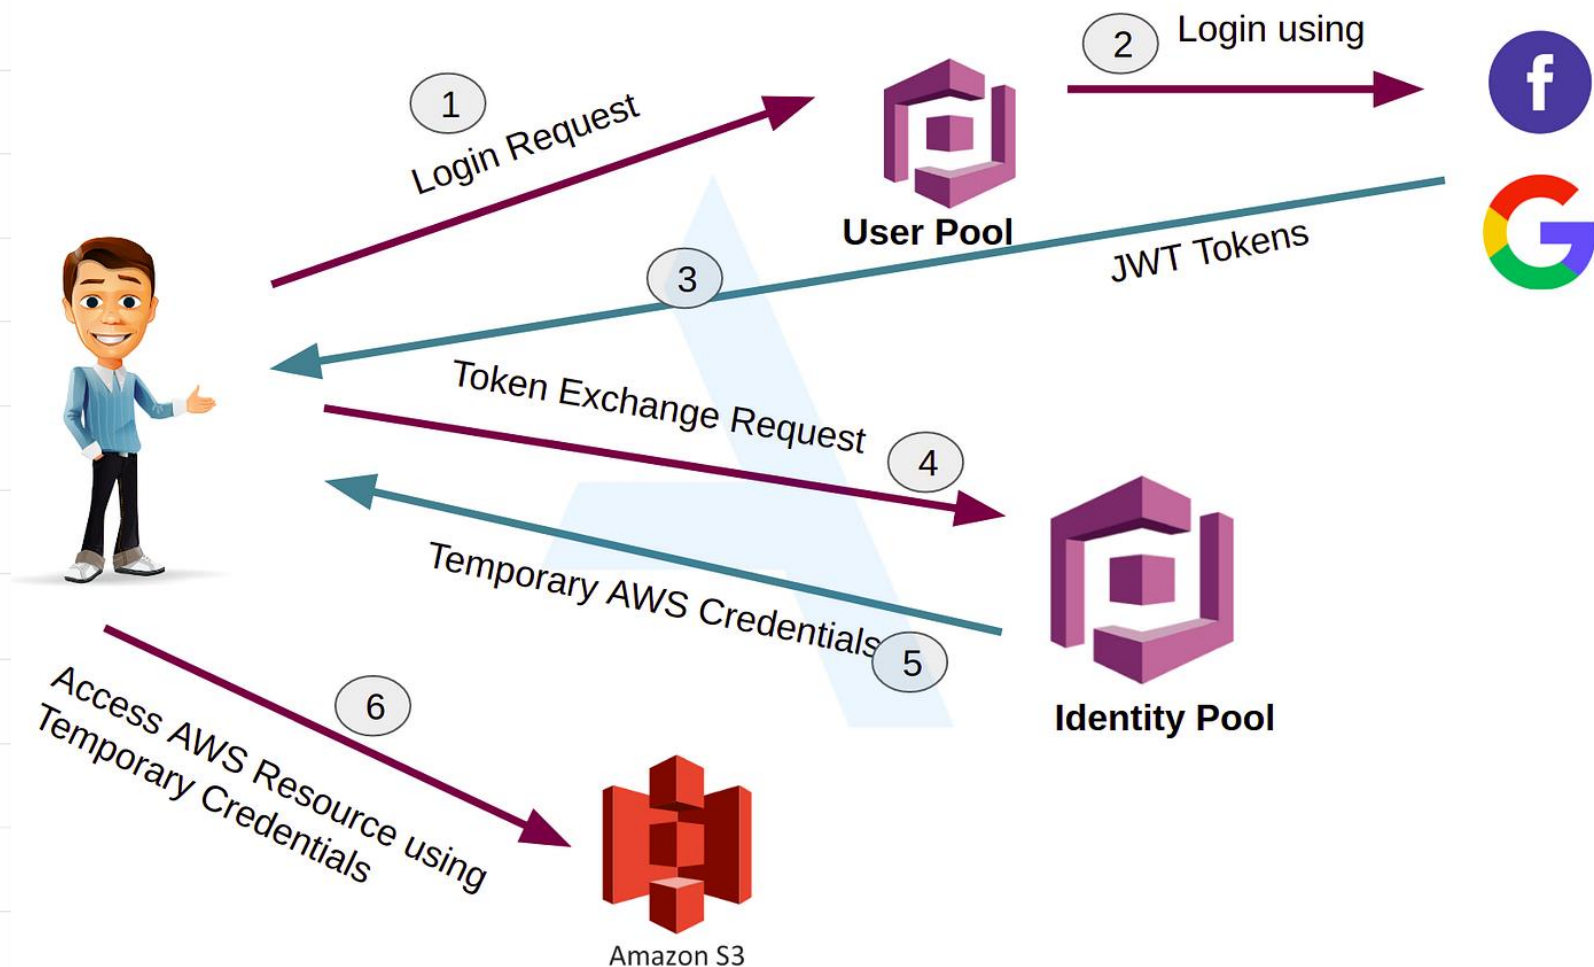 1
Login Request
2
Login using
f
User Pool
3
JWT Tokens
Token Exchange Request
4
Temporary AWS Credentials
5
Identity Pool
6
Access AWS Resource using
Temporary Credentials
Amazon S3